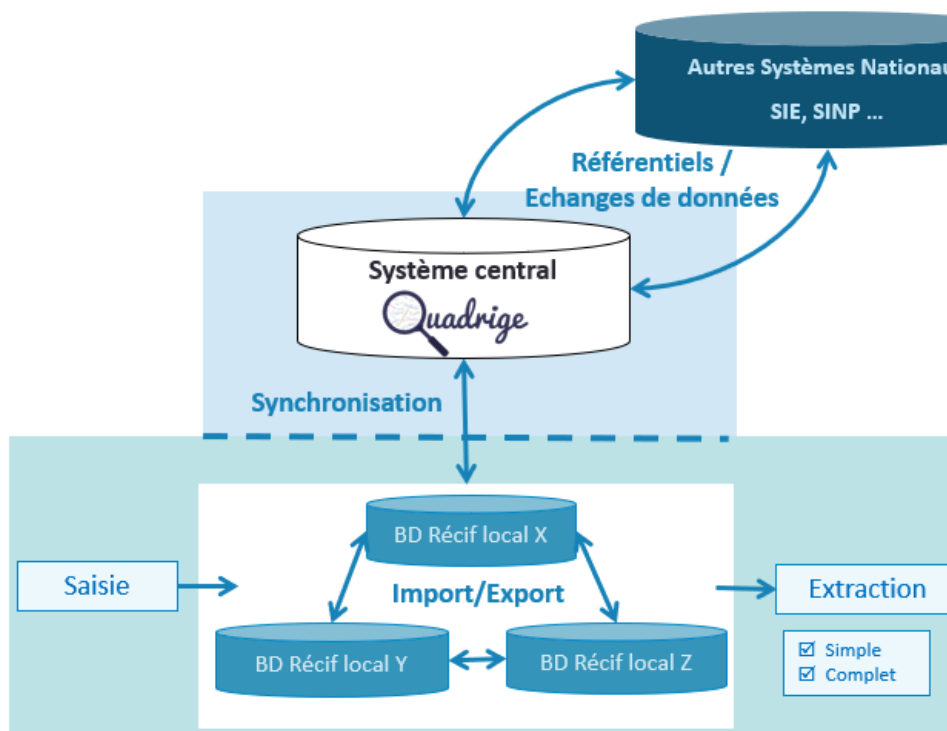 Autres Systèmes Nationau
SIE, SINP ...
Référentiels /
Echanges de données
Système central
Quadrige
Synchronisation
BD Récif local X
Saisie
Import/Export
Extraction
BD Récif local Y
BD Récif local Z
Simple
Complet